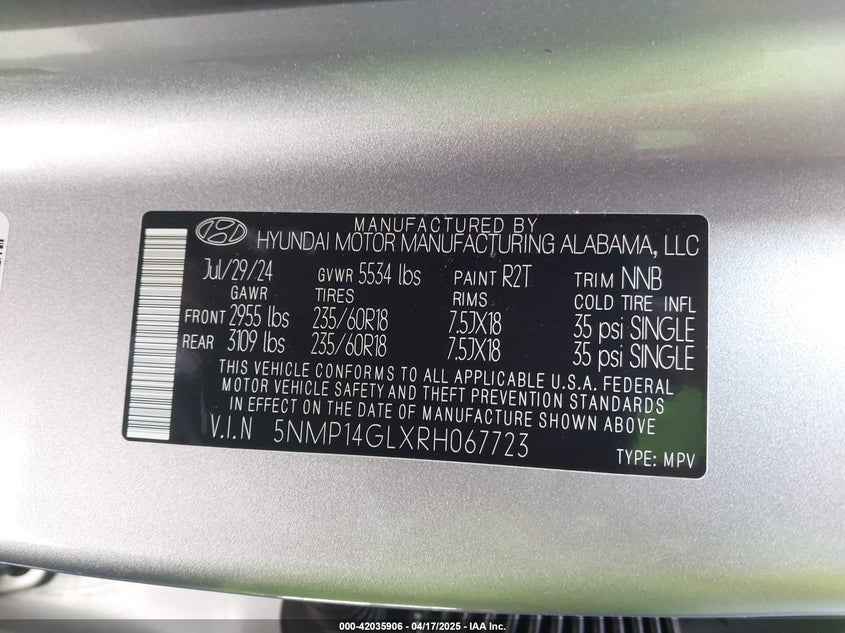 MANUFACTURED BY
HYUNDAI MOTOR MANUFACTURING ALABAMA, LLC
Jul/29/24 GVWR 5534 lbs PAINT R2T TRIM NNB
GAWR TIRES RIMS COLD TIRE INFL
FRONT 2955 lbs 235/60R18 7.5JX18 35 psi SINGLE
REAR 3109 lbs 235/60R18 7.5JX18 35 psi SINGLE
THIS VEHICLE CONFORMS TO ALL APPLICABLE U.S.A. FEDERAL
MOTOR VEHICLE SAFETY AND THEFT PREVENTION STANDARDS
IN EFFECT ON THE DATE OF MANUFACTURE SHOWN ABOVE.
V.I.N 5NMP14GLXRH067723
TYPE: MPV
000-42035906 - 04/17/2025 - IAA Inc.